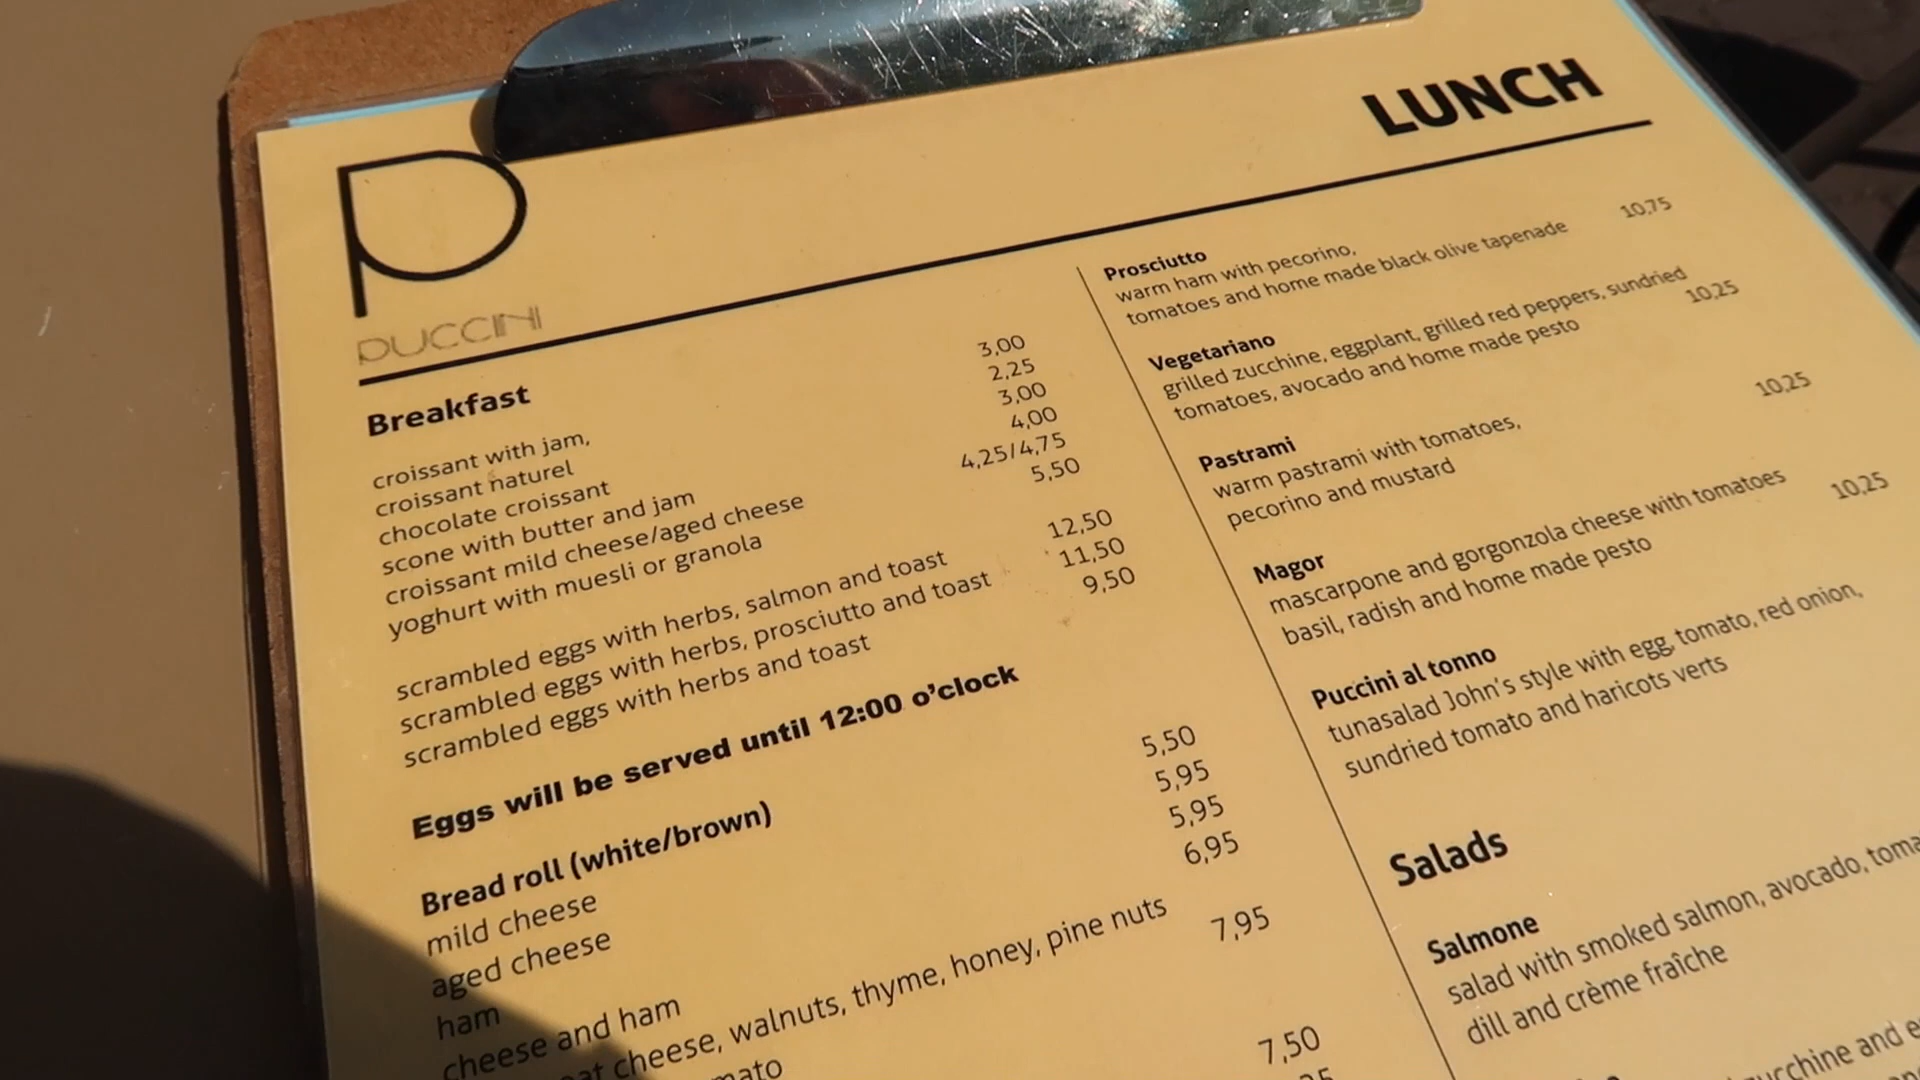 LUNCH
PUCCINI
Breakfast
croissant with jam, 3,00
croissant naturel 2,25
chocolate croissant 3,00
scone with butter and jam 4,00
croissant mild cheese/aged cheese 4,25/4,75
yoghurt with muesli or granola 5,50
scrambled eggs with herbs, salmon and toast 12,50
scrambled eggs with herbs, prosciutto and toast 11,50
scrambled eggs with herbs and toast 9,50
Eggs will be served until 12:00 o'clock
Bread roll (white/brown)
mild cheese 5,50
aged cheese 5,95
ham 5,95
cheese and ham 6,95
cheese, walnuts, thyme, honey, pine nuts 7,95
7,50
Prosciutto 10,75
warm ham with pecorino,
tomatoes and home made black olive tapenade
Vegetariano 10,25
grilled zucchine, eggplant, grilled red peppers, sundried
tomatoes, avocado and home made pesto
Pastrami 10,25
warm pastrami with tomatoes,
pecorino and mustard
Magor 10,25
mascarpone and gorgonzola cheese with tomatoes
basil, radish and home made pesto
Puccini al tonno
tunasalad John's style with egg, tomato, red onion,
sundried tomato and haricots verts
Salads
Salmone
salad with smoked salmon, avocado,
dill and crème fraîche
and